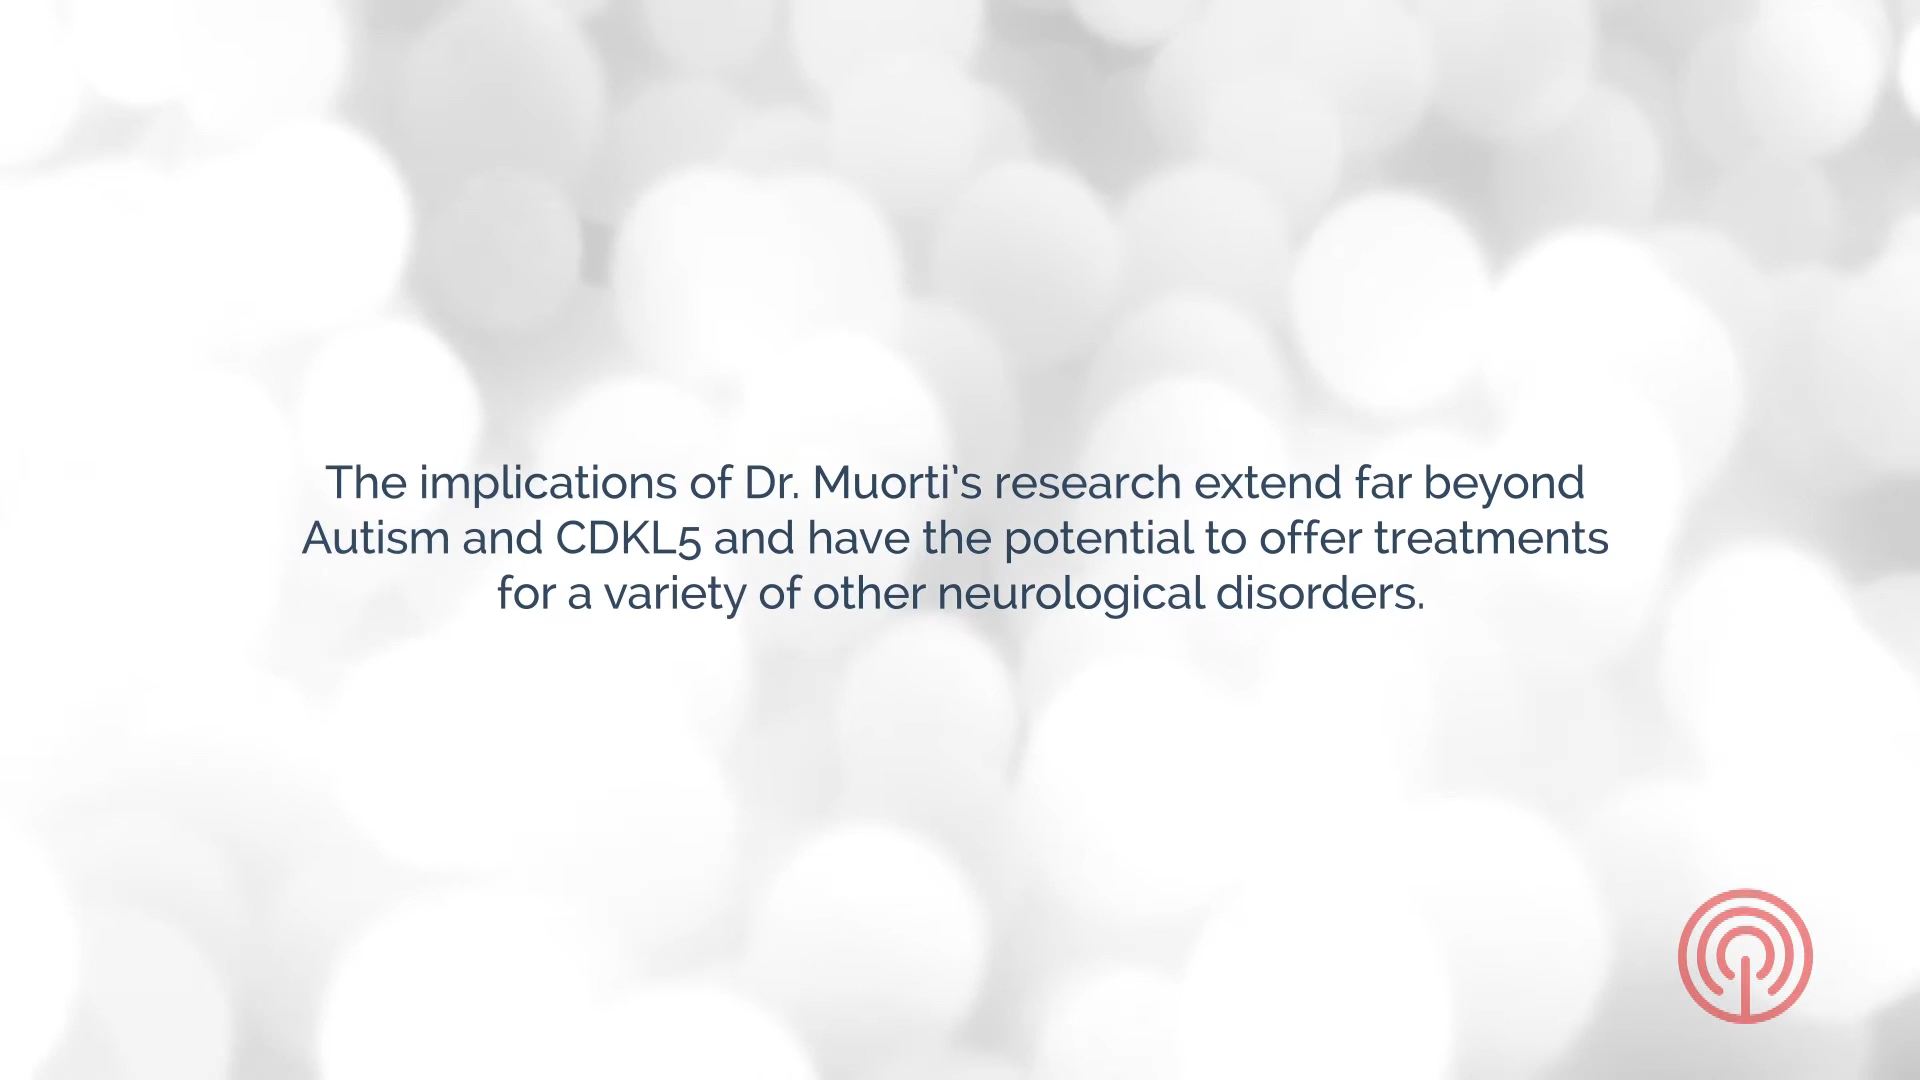 The implications of Dr. Muorti's research extend far beyond
Autism and CDKL5 and have the potential to offer treatments
for a variety of other neurological disorders.